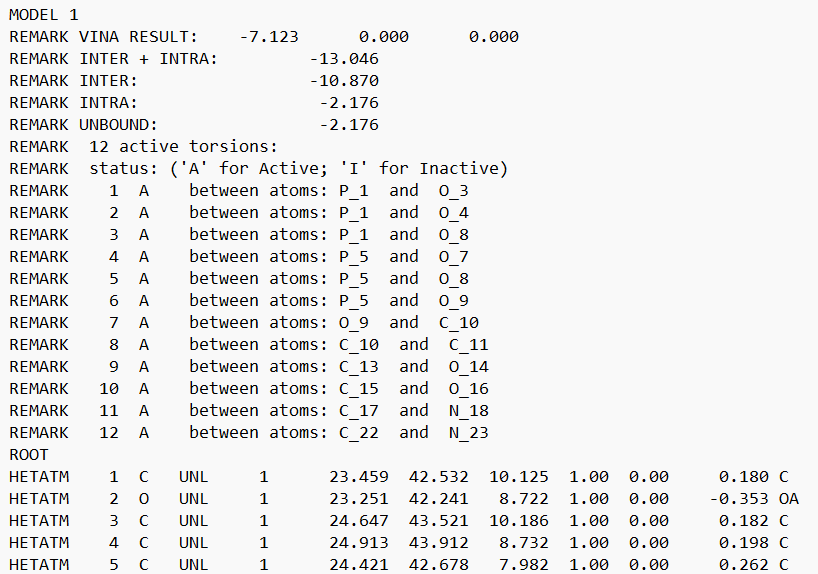 MODEL 1
REMARK VINA RESULT:    -7.123      0.000      0.000
REMARK INTER + INTRA:         -13.046
REMARK INTER:                 -10.870
REMARK INTRA:                  -2.176
REMARK UNBOUND:                -2.176
REMARK  12 active torsions:
REMARK  status: ('A' for Active; 'I' for Inactive)
REMARK    1  A    between atoms: P_1  and  O_3
REMARK    2  A    between atoms: P_1  and  O_4
REMARK    3  A    between atoms: P_1  and  O_8
REMARK    4  A    between atoms: P_5  and  O_7
REMARK    5  A    between atoms: P_5  and  O_8
REMARK    6  A    between atoms: P_5  and  O_9
REMARK    7  A    between atoms: O_9  and  C_10
REMARK    8  A    between atoms: C_10  and  C_11
REMARK    9  A    between atoms: C_13  and  O_14
REMARK   10  A    between atoms: C_15  and  O_16
REMARK   11  A    between atoms: C_17  and  N_18
REMARK   12  A    between atoms: C_22  and  N_23
ROOT
HETATM    1  C   UNL     1      23.459  42.532  10.125  1.00  0.00     0.180 C
HETATM    2  O   UNL     1      23.251  42.241   8.722  1.00  0.00    -0.353 OA
HETATM    3  C   UNL     1      24.647  43.521  10.186  1.00  0.00     0.182 C
HETATM    4  C   UNL     1      24.913  43.912   8.732  1.00  0.00     0.198 C
HETATM    5  C   UNL     1      24.421  42.678   7.982  1.00  0.00     0.262 C